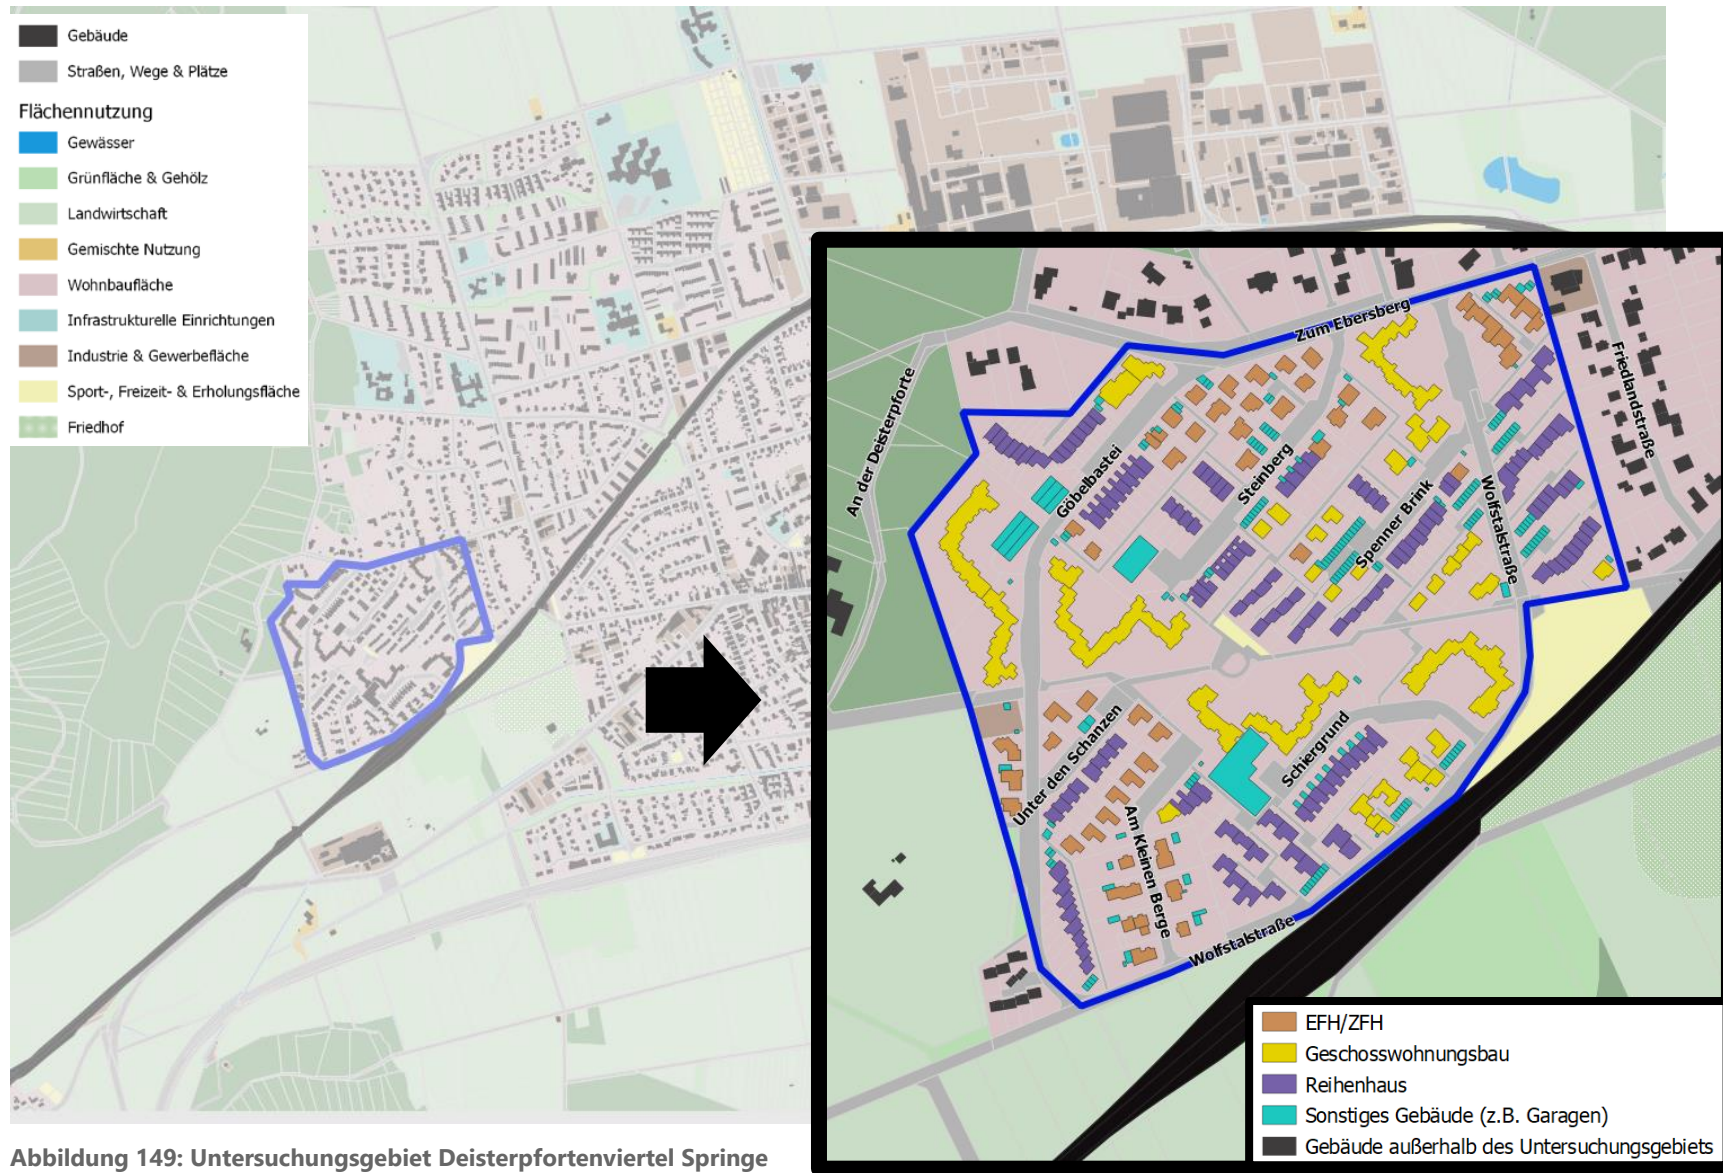 Gebäude
Straßen, Wege & Plätze
Flächennutzung
Gewässer
Grünfläche & Gehölz
Landwirtschaft
Gemischte Nutzung
Wohnbaufläche
Infrastrukturelle Einrichtungen
Industrie & Gewerbefläche
Sport-, Freizeit- & Erholungsfläche
Friedhof
Zum Ebersberg
Friedlandstraße
An der Deisterpforte
Göbelbastei
Steinberg
Spenner Brink
Wolfstalstraße
Unter den Schanzen
Schiergrund
Am Kleinen Berge
Wolfstalstraße
EFH/ZFH
Geschosswohnungsbau
Reihenhaus
Sonstiges Gebäude (z.B. Garagen)
Gebäude außerhalb des Untersuchungsgebiets
Abbildung 149: Untersuchungsgebiet Deisterpfortenviertel Springe